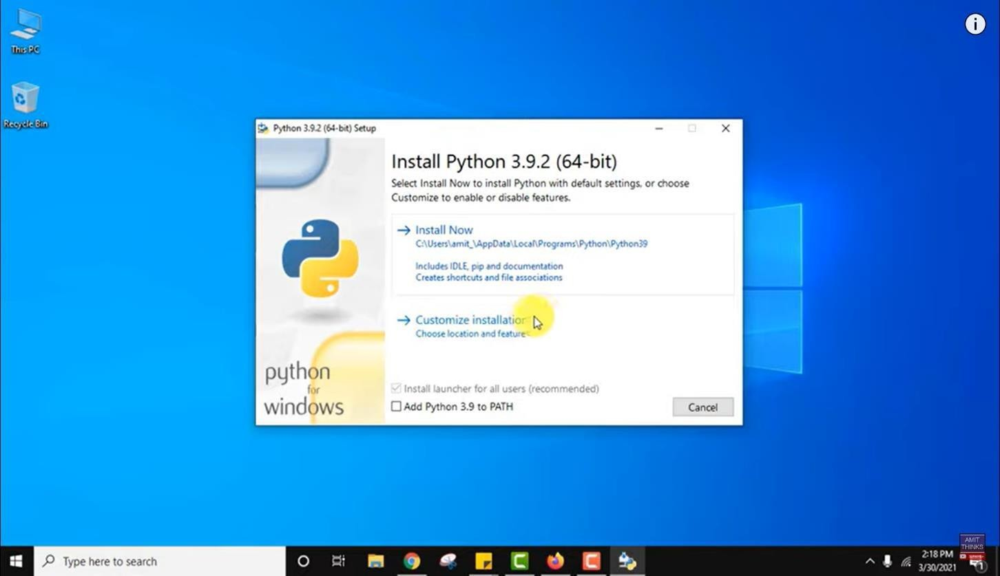 This PC
Recycle Bin
Python 3.9.2 (64-bit) Setup
Install Python 3.9.2 (64-bit)
Select Install Now to install Python with default settings, or choose
Customize to enable or disable features.
Install Now
C:\Users\amit_\AppData\Local\Programs\Python\Python39
Includes IDLE, pip and documentation
Creates shortcuts and file associations
Customize installation
Choose location and features
python
for
windows
Install launcher for all users (recommended)
Add Python 3.9 to PATH
Cancel
Type here to search
2:18 PM
3/30/2021
1
AMIT
THINKS